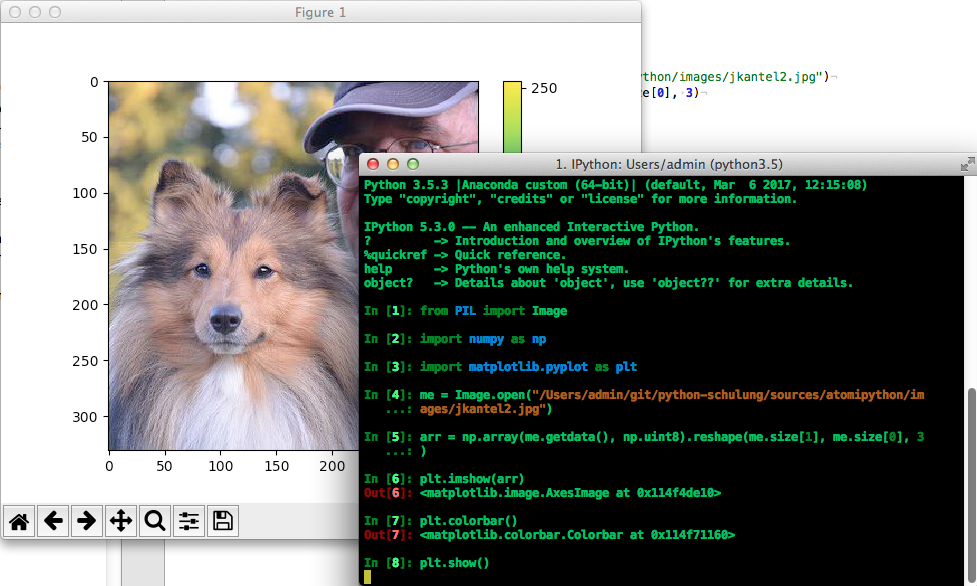 Figure 1
0
50
100
150
200
250
300
0
50
100
150
200
250
ython/images/jkantel2.jpg")¬
e[0],·3)¬
1. IPython: Users/admin (python3.5)
Python 3.5.3 |Anaconda custom (64-bit)| (default, Mar  6 2017, 12:15:08)
Type "copyright", "credits" or "license" for more information.
IPython 5.3.0 -- An enhanced Interactive Python.
?         -> Introduction and overview of IPython's features.
%quickref -> Quick reference.
help      -> Python's own help system.
object?   -> Details about 'object', use 'object??' for extra details.
In [1]: from PIL import Image
In [2]: import numpy as np
In [3]: import matplotlib.pyplot as plt
In [4]: me = Image.open("/Users/admin/git/python-schulung/sources/atomipython/im
   ...: ages/jkantel2.jpg")
In [5]: arr = np.array(me.getdata(), np.uint8).reshape(me.size[1], me.size[0], 3
   ...: )
In [6]: plt.imshow(arr)
Out[6]: <matplotlib.image.AxesImage at 0x114f4de10>
In [7]: plt.colorbar()
Out[7]: <matplotlib.colorbar.Colorbar at 0x114f71160>
In [8]: plt.show()